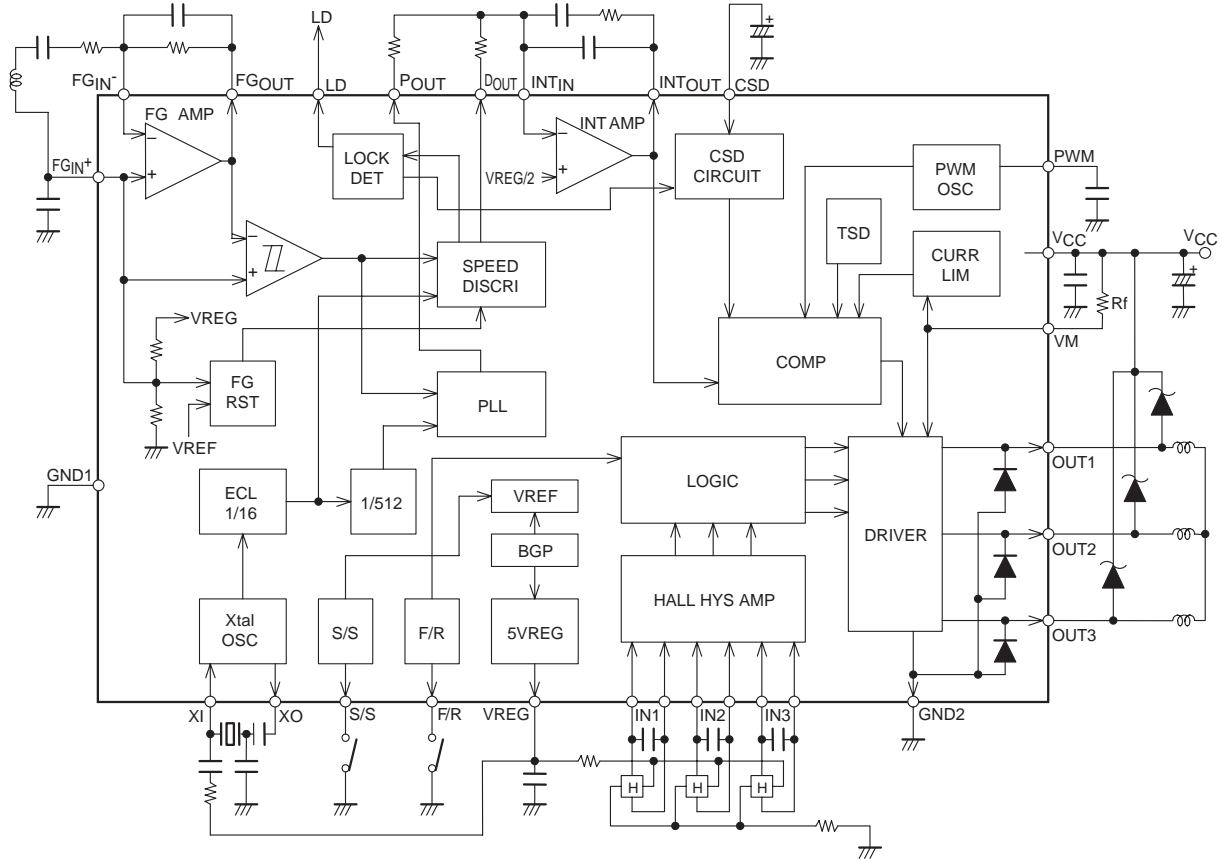 LD
+
FGIN-
FGOUT
LD
POUT
DOUT
INTIN
INTOUT
CSD
FG AMP
INT AMP
−
+
−
+
FGIN+
LOCK
DET
VREG/2
CSD
CIRCUIT
PWM
OSC
PWM
TSD
VCC
VCC
+
−
+
SPEED
DISCRI
CURR
LIM
Rf
VREG
VM
COMP
FG
RST
PLL
VREF
OUT1
GND1
ECL
1/16
1/512
VREF
LOGIC
DRIVER
OUT2
BGP
HALL HYS AMP
Xtal
OSC
S/S
F/R
5VREG
OUT3
XI
XO
S/S
F/R
VREG
IN1
IN2
IN3
GND2
H
H
H